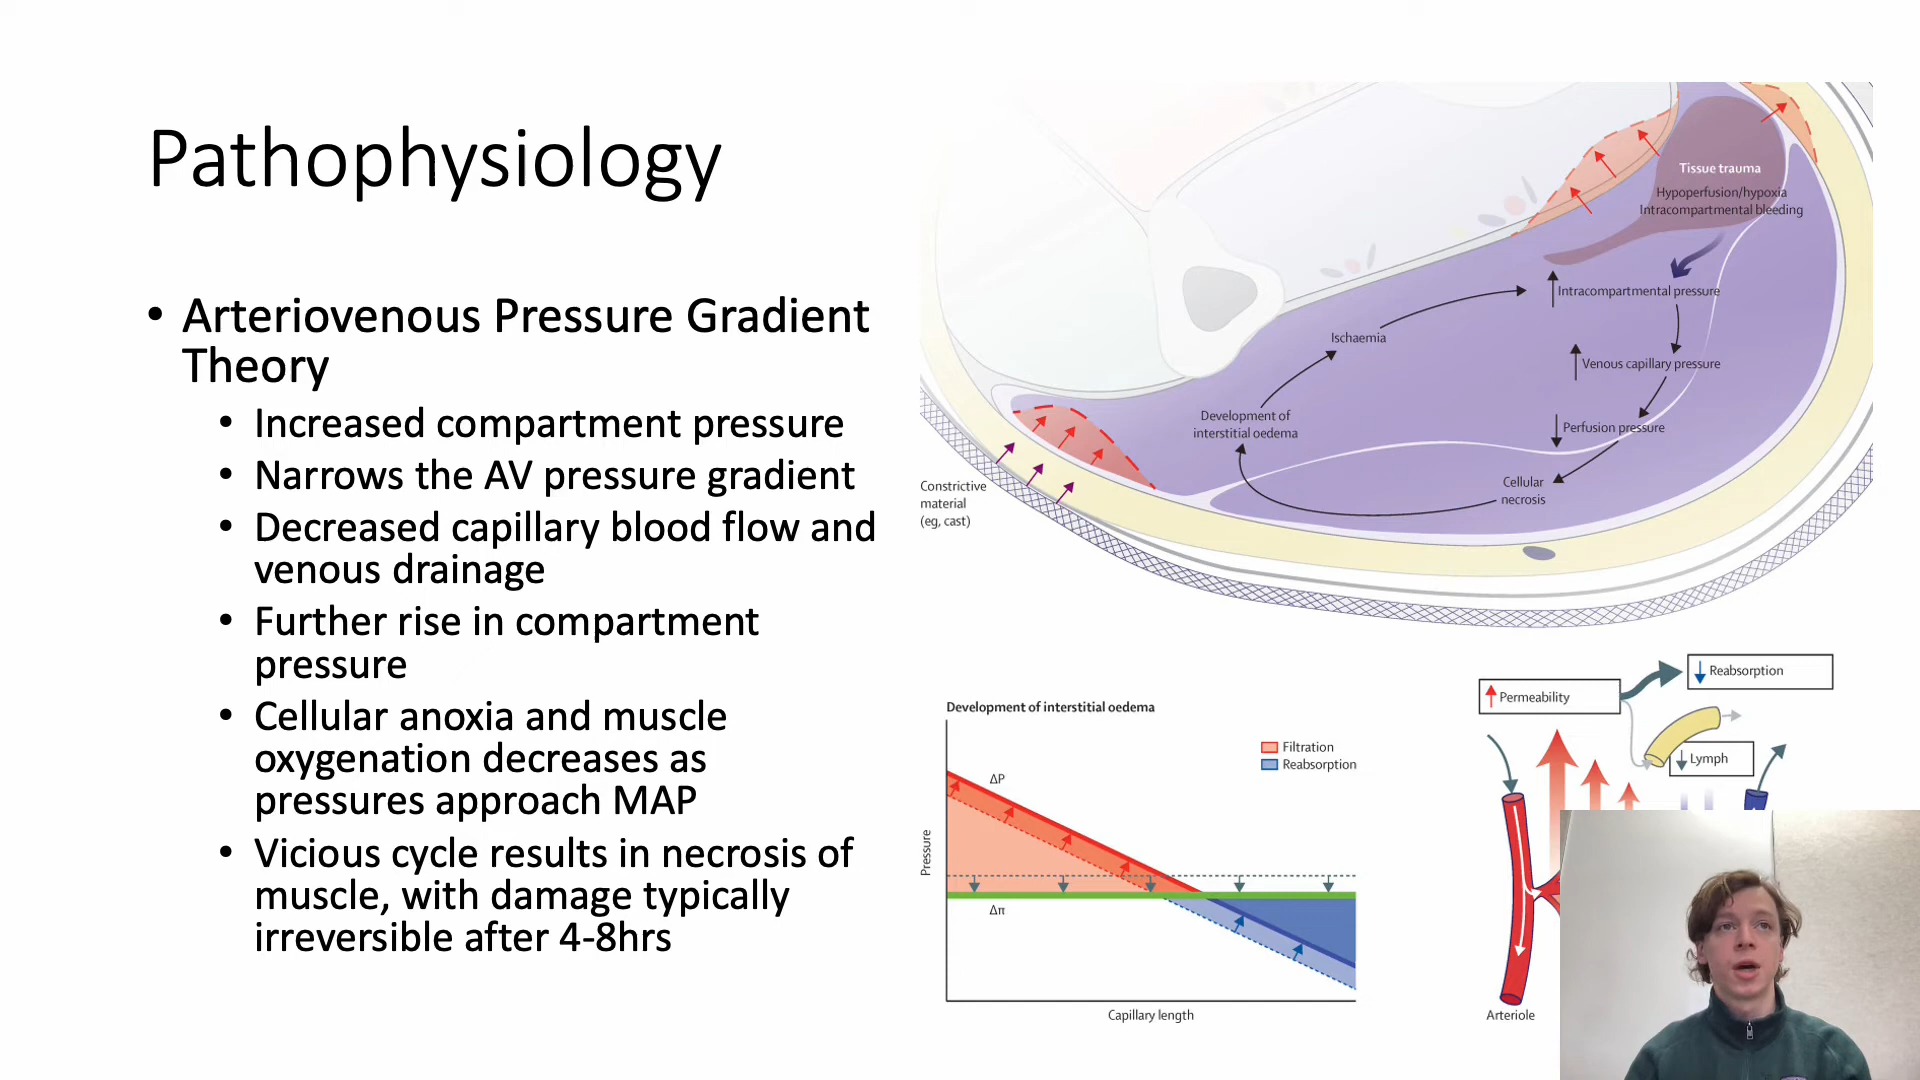 Pathophysiology
• Arteriovenous Pressure Gradient
Theory
• Increased compartment pressure
• Narrows the AV pressure gradient
• Decreased capillary blood flow and
venous drainage
• Further rise in compartment
pressure
• Cellular anoxia and muscle
oxygenation decreases as
pressures approach MAP
• Vicious cycle results in necrosis of
muscle, with damage typically
irreversible after 4-8hrs
Tissue trauma
Hypoperfusion/hypoxia
Intracompartmental bleeding
Intracompartmental pressure
Venous capillary pressure
Perfusion pressure
Cellular
necrosis
Development of
interstitial oedema
Ischaemia
Constrictive
material
(eg, cast)
Development of interstitial oedema
Filtration
Reabsorption
ΔP
Δπ
Pressure
Capillary length
Permeability
Reabsorption
Lymph
Arteriole